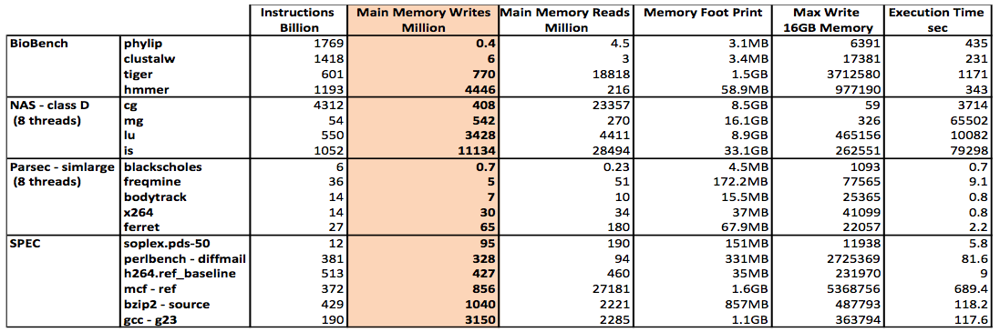 Instructions Main Memory Writes Main Memory Reads Memory Foot Print Max Write Execution Time
Billion Million Million 16GB Memory sec
BioBench phylip 1769 0.4 4.5 3.1MB 6391 435
clustalw 1418 6 3 3.4MB 17381 231
tiger 601 770 18818 1.5GB 3712580 1171
hmmer 1193 4446 216 58.9MB 977190 343
NAS - class D cg 4312 408 23357 8.5GB 59 3714
(8 threads) mg 54 542 270 16.1GB 326 65502
lu 550 3428 4411 8.9GB 465156 10082
is 1052 11134 28494 33.1GB 262551 79298
Parsec - simlarge blackscholes 6 0.7 0.23 4.5MB 1093 0.7
(8 threads) freqmine 36 5 51 172.2MB 77565 9.1
bodytrack 14 7 10 15.5MB 25365 0.8
x264 14 30 34 37MB 41099 0.8
ferret 27 65 180 67.9MB 22057 2.2
SPEC soplex.pds-50 12 95 190 151MB 11938 5.8
perlbench - diffmail 381 328 94 331MB 2725369 81.6
h264.ref_baseline 513 427 460 35MB 231970 9
mcf - ref 372 856 27181 1.6GB 5368756 689.4
bzip2 - source 429 1040 2221 857MB 487793 118.2
gcc - g23 190 3150 2285 1.1GB 363794 117.6